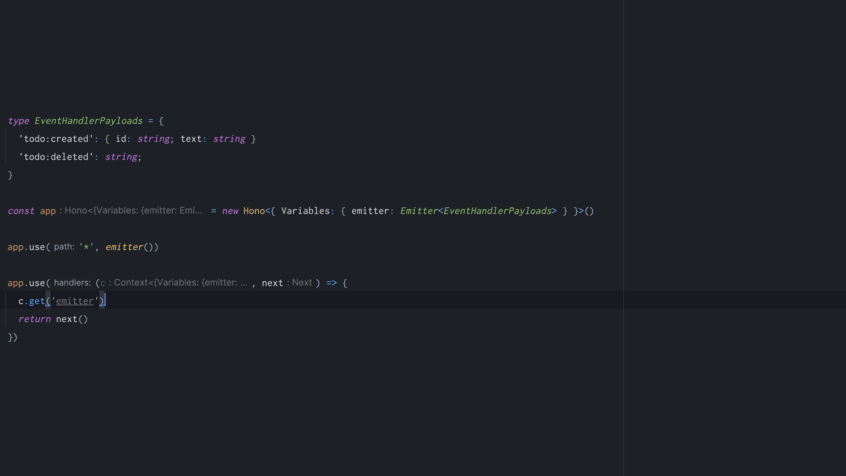 type EventHandlerPayloads = {
'todo:created': { id: string; text: string }
'todo:deleted': string;
}
const app : Hono<{Variables: {emitter: Emi... = new Hono<{ Variables: { emitter: Emitter<EventHandlerPayloads> } }>()
app.use( path: '*', emitter())
app.use( handlers: (c : Context<{Variables: {emitter: ... , next : Next ) => {
c.get('emitter')
return next()
})